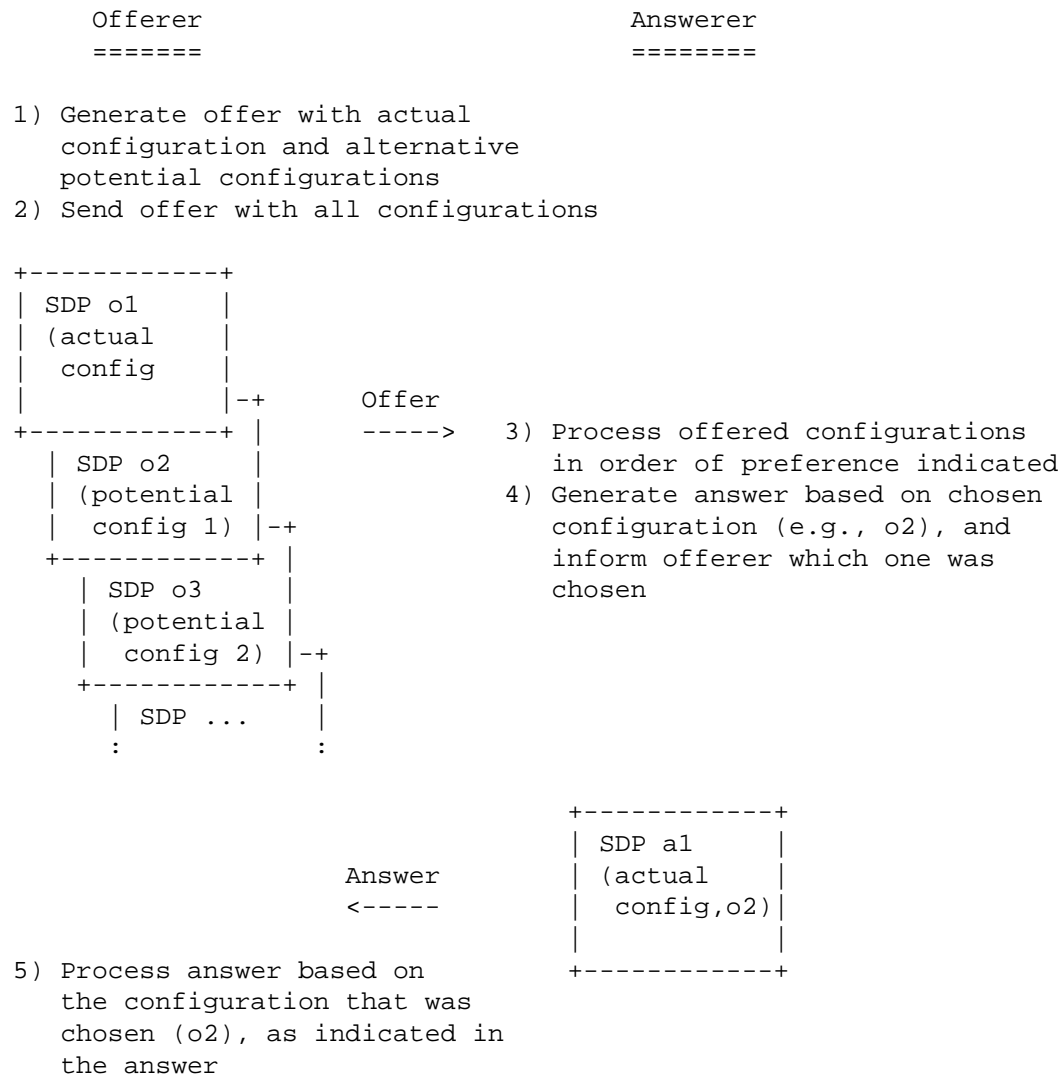 Offerer                           Answerer
=======                           ========
1) Generate offer with actual
configuration and alternative
potential configurations
2) Send offer with all configurations
SDP o1
(actual
config
Offer
----->
3) Process offered configurations
in order of preference indicated
4) Generate answer based on chosen
configuration (e.g., o2), and
inform offerer which one was
chosen
SDP o2
(potential
config 1)
SDP o3
(potential
config 2)
SDP ...
:             :
Answer
<-----
SDP a1
(actual
config,o2)
5) Process answer based on
the configuration that was
chosen (o2), as indicated in
the answer